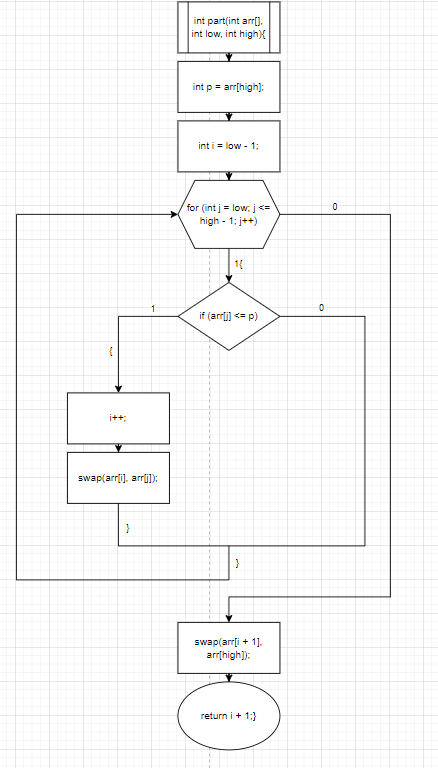 int part(int arr[],
int low, int high){
int p = arr[high];
int i = low - 1;
for (int j = low; j <=
high - 1; j++)
0
1{
if (arr[j] <= p)
1
0
{
i++;
swap(arr[i], arr[j]);
}
}
swap(arr[i + 1],
arr[high]);
return i + 1;}